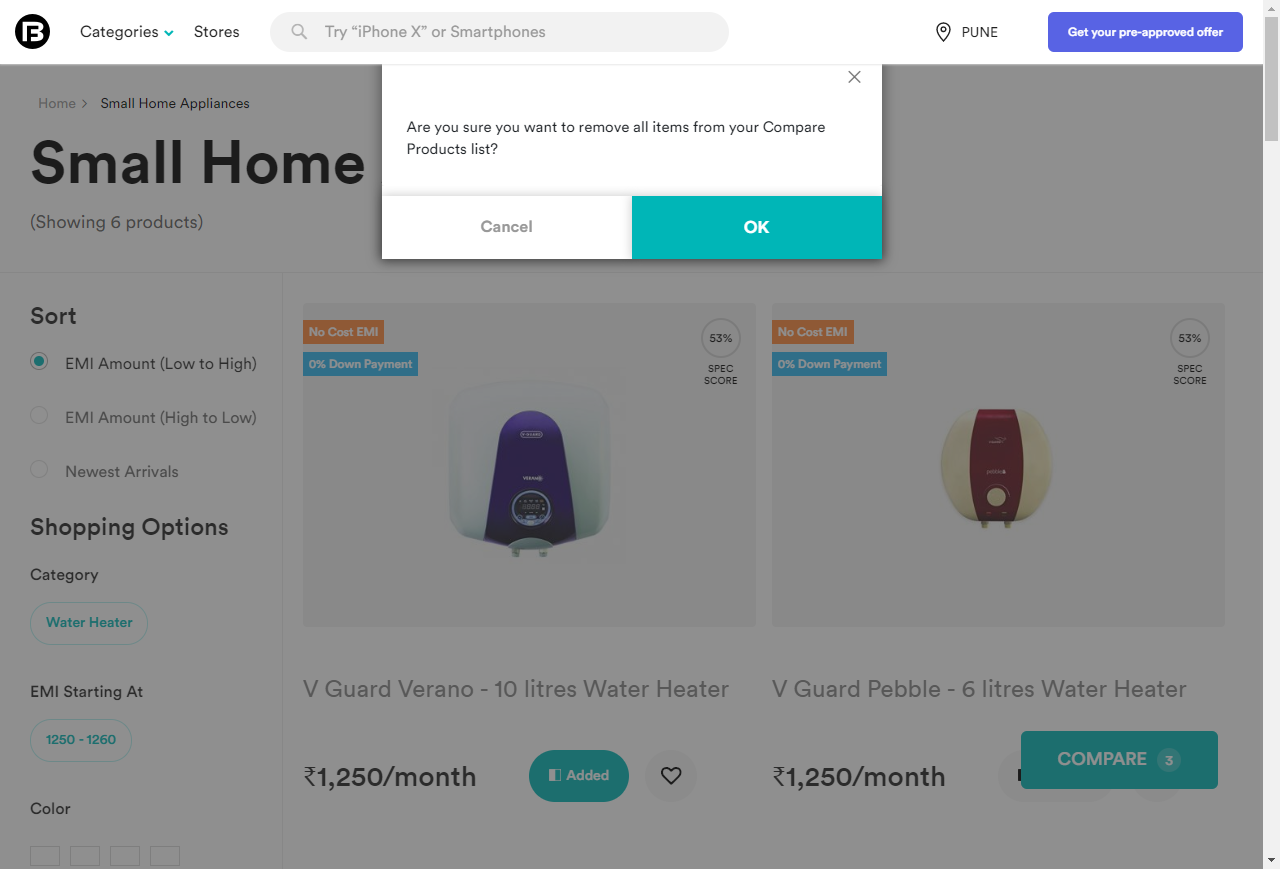 Categories
Stores
Try “iPhone X” or Smartphones
PUNE
Get your pre-approved offer
Are you sure you want to remove all items from your Compare
Products list?
Cancel
OK
Home
Small Home Appliances
Small Home
(Showing 6 products)
Sort
EMI Amount (Low to High)
EMI Amount (High to Low)
Newest Arrivals
Shopping Options
Category
Water Heater
EMI Starting At
1250 - 1260
Color
No Cost EMI
0% Down Payment
53%
SPEC
SCORE
V-GUARD
VERANO
V Guard Verano - 10 litres Water Heater
₹1,250/month
Added
No Cost EMI
0% Down Payment
53%
SPEC
SCORE
pebble
V Guard Pebble - 6 litres Water Heater
₹1,250/month
COMPARE 3